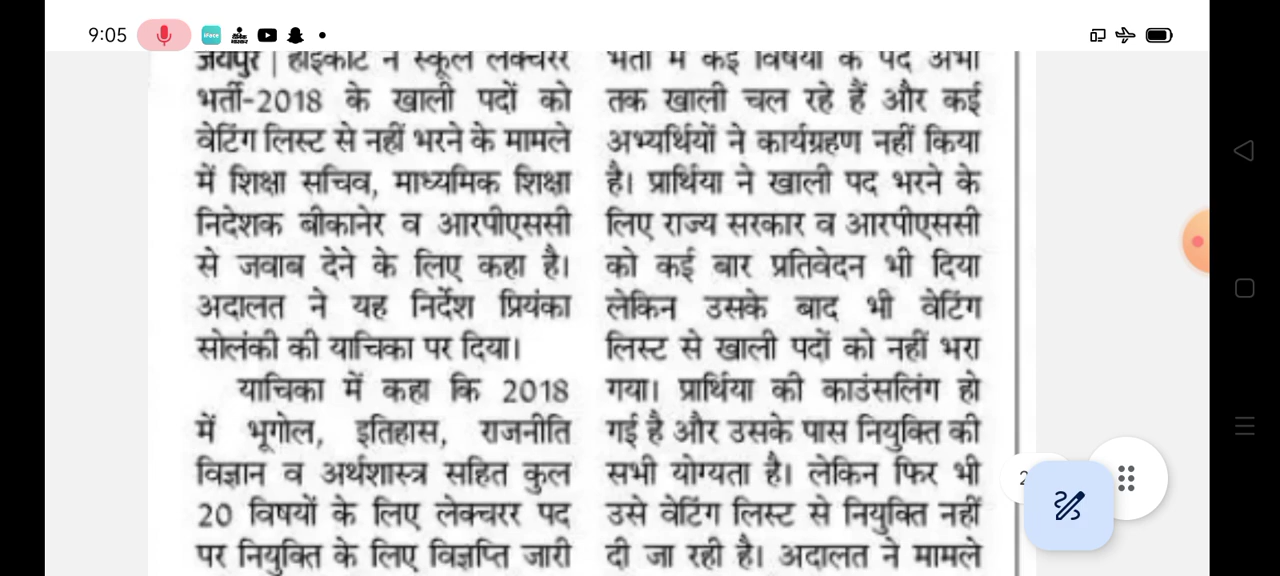 9:05
जयपुर | हाईकोर्ट ने स्कूल लेक्चरर
भर्ती-2018 के खाली पदों को
वेटिंग लिस्ट से नहीं भरने के मामले
में शिक्षा सचिव, माध्यमिक शिक्षा
निदेशक बीकानेर व आरपीएससी
से जवाब देने के लिए कहा है।
अदालत ने यह निर्देश प्रियंका
सोलंकी की याचिका पर दिया।
याचिका में कहा कि 2018
में भूगोल, इतिहास, राजनीति
विज्ञान व अर्थशास्त्र सहित कुल
20 विषयों के लिए लेक्चरर पद
पर नियुक्ति के लिए विज्ञप्ति जारी
भर्ती में कई विषयों के पद अभी
तक खाली चल रहे हैं और कई
अभ्यर्थियों ने कार्यग्रहण नहीं किया
है। प्रार्थिया ने खाली पद भरने के
लिए राज्य सरकार व आरपीएससी
को कई बार प्रतिवेदन भी दिया
लेकिन उसके बाद भी वेटिंग
लिस्ट से खाली पदों को नहीं भरा
गया। प्रार्थिया की काउंसलिंग हो
गई है और उसके पास नियुक्ति की
सभी योग्यता है। लेकिन फिर भी
उसे वेटिंग लिस्ट से नियुक्ति नहीं
दी जा रही है। अदालत ने मामले